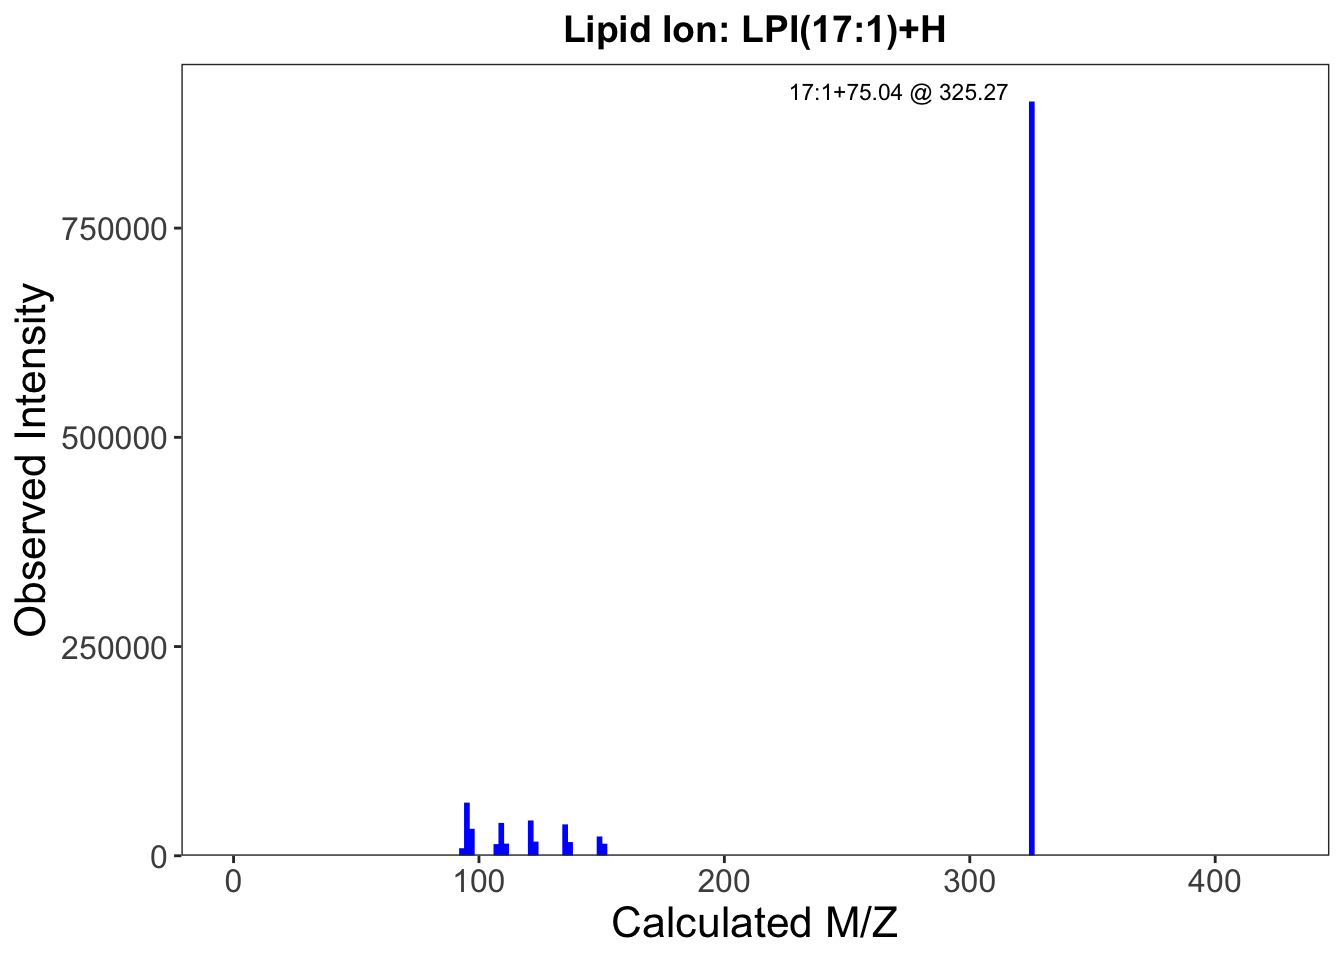 Lipid Ion: LPI(17:1)+H
17:1+75.04 @ 325.27
Observed Intensity
750000
500000
250000
0
0 100 200 300 400
Calculated M/Z